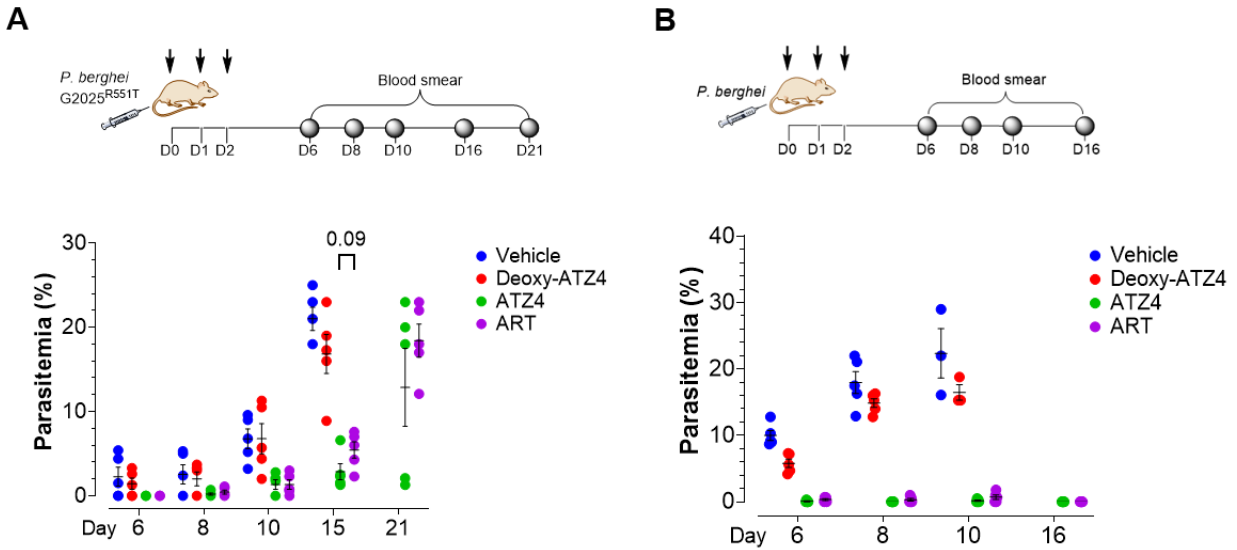 A
P. berghei
G2025R551T
Blood smear
D0 D1 D2 D6 D8 D10 D16 D21
30
20
10
0
Parasitemia (%)
0.09
Vehicle
Deoxy-ATZ4
ATZ4
ART
Day 6 8 10 15 21
B
P. berghei
Blood smear
D0 D1 D2 D6 D8 D10 D16
40
30
20
10
0
Parasitemia (%)
Vehicle
Deoxy-ATZ4
ATZ4
ART
Day 6 8 10 16